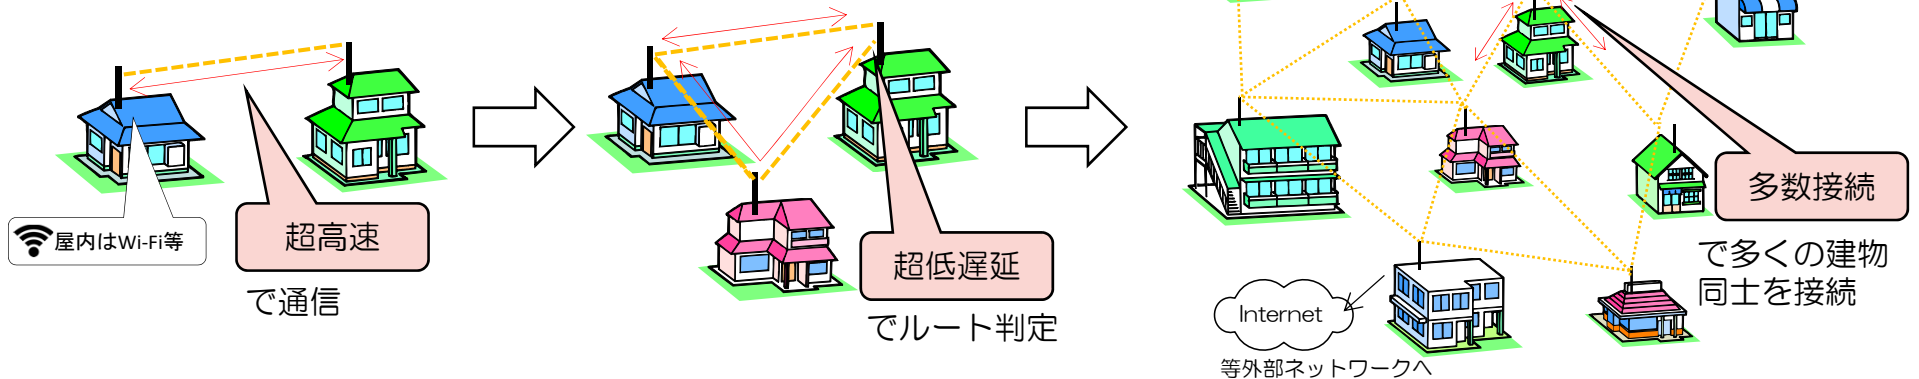 屋内はWi-Fi等
超高速
で通信
超低遅延
でルート判定
多数接続
で多くの建物
同士を接続
Internet
等外部ネットワークへ